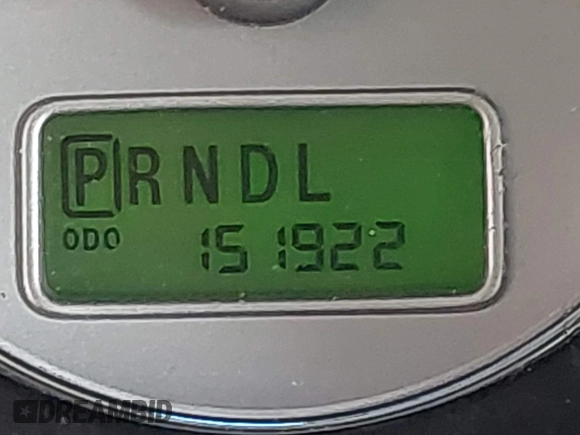 PRNDL
ODO 151922
DREAMBID